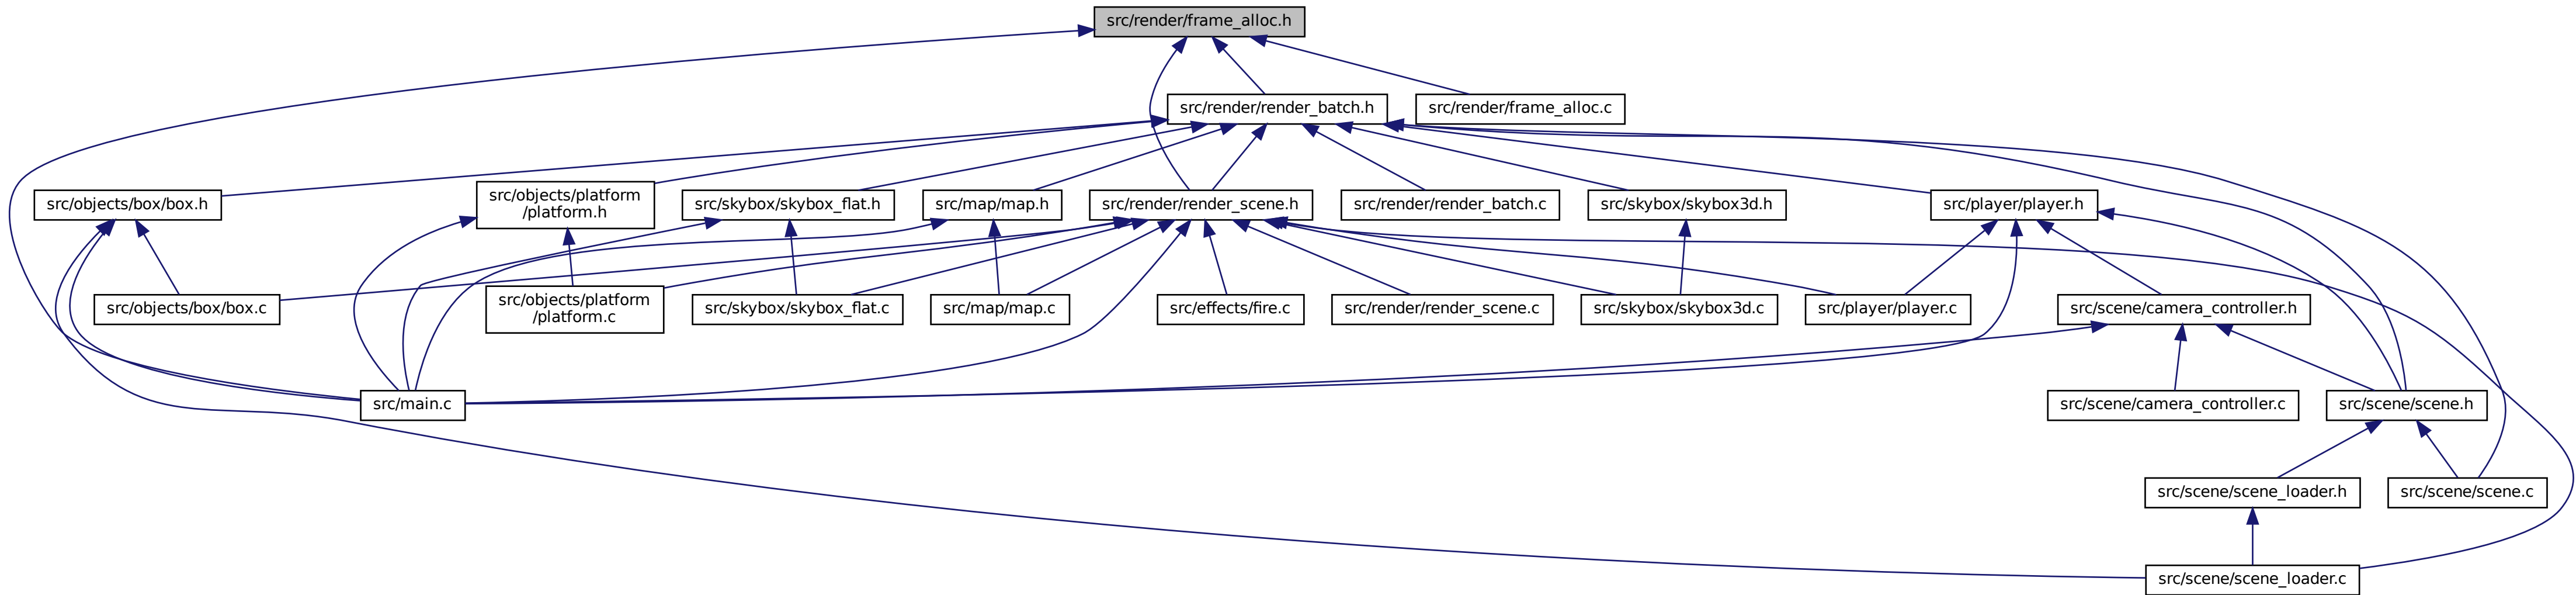 src/render/frame_alloc.h
src/render/render_batch.h
src/render/frame_alloc.c
src/objects/box/box.h
src/objects/platform
/platform.h
src/skybox/skybox_flat.h
src/map/map.h
src/render/render_scene.h
src/render/render_batch.c
src/skybox/skybox3d.h
src/player/player.h
src/objects/box/box.c
src/objects/platform
/platform.c
src/skybox/skybox_flat.c
src/map/map.c
src/effects/fire.c
src/render/render_scene.c
src/skybox/skybox3d.c
src/player/player.c
src/scene/camera_controller.h
src/main.c
src/scene/camera_controller.c
src/scene/scene.h
src/scene/scene_loader.h
src/scene/scene.c
src/scene/scene_loader.c